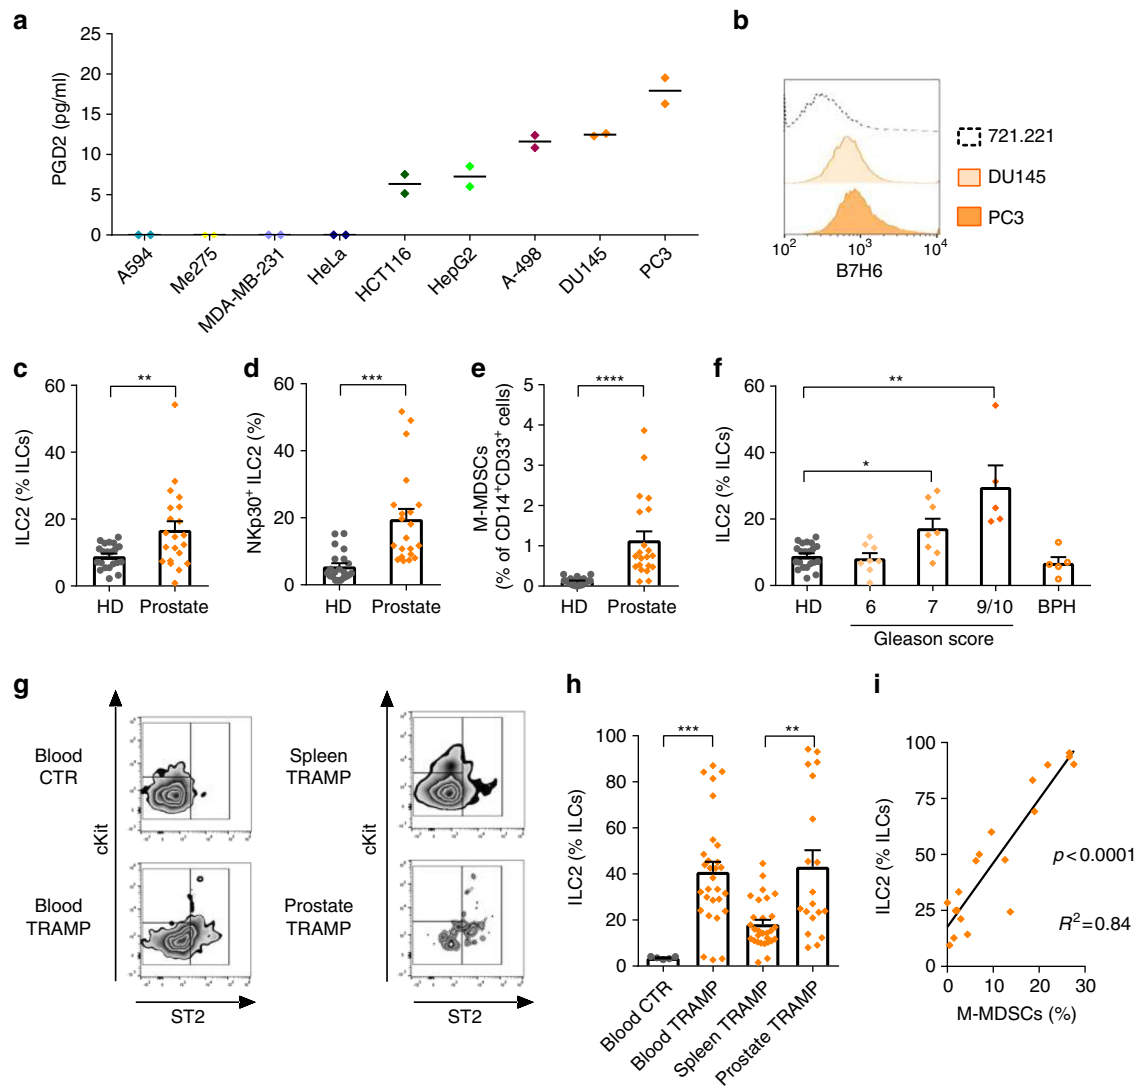 a
PGD2 (pg/ml)
25
20
15
10
5
0
A594
Me275
MDA-MB-231
HeLa
HCT116
HepG2
A-498
DU145
PC3
b
721.221
DU145
PC3
10² 10³ 10⁴
B7H6
c
ILC2 (% ILCs)
60
40
20
0
**
HD Prostate
d
NKp30⁺ ILC2 (%)
60
40
20
0
***
HD Prostate
e
M-MDSCs
(% of CD14⁺CD33⁺ cells)
5
4
3
2
1
0
****
HD Prostate
f
ILC2 (% ILCs)
60
40
20
0
**
*
HD 6 7 9/10 BPH
Gleason score
g
Blood
CTR
Spleen
TRAMP
cKit
cKit
Blood
TRAMP
Prostate
TRAMP
ST2
ST2
h
ILC2 (% ILCs)
100
80
60
40
20
0
***
**
Blood CTR
Blood TRAMP
Spleen TRAMP
Prostate TRAMP
i
ILC2 (% ILCs)
100
75
50
25
0
p<0.0001
R²=0.84
0 10 20 30
M-MDSCs (%)